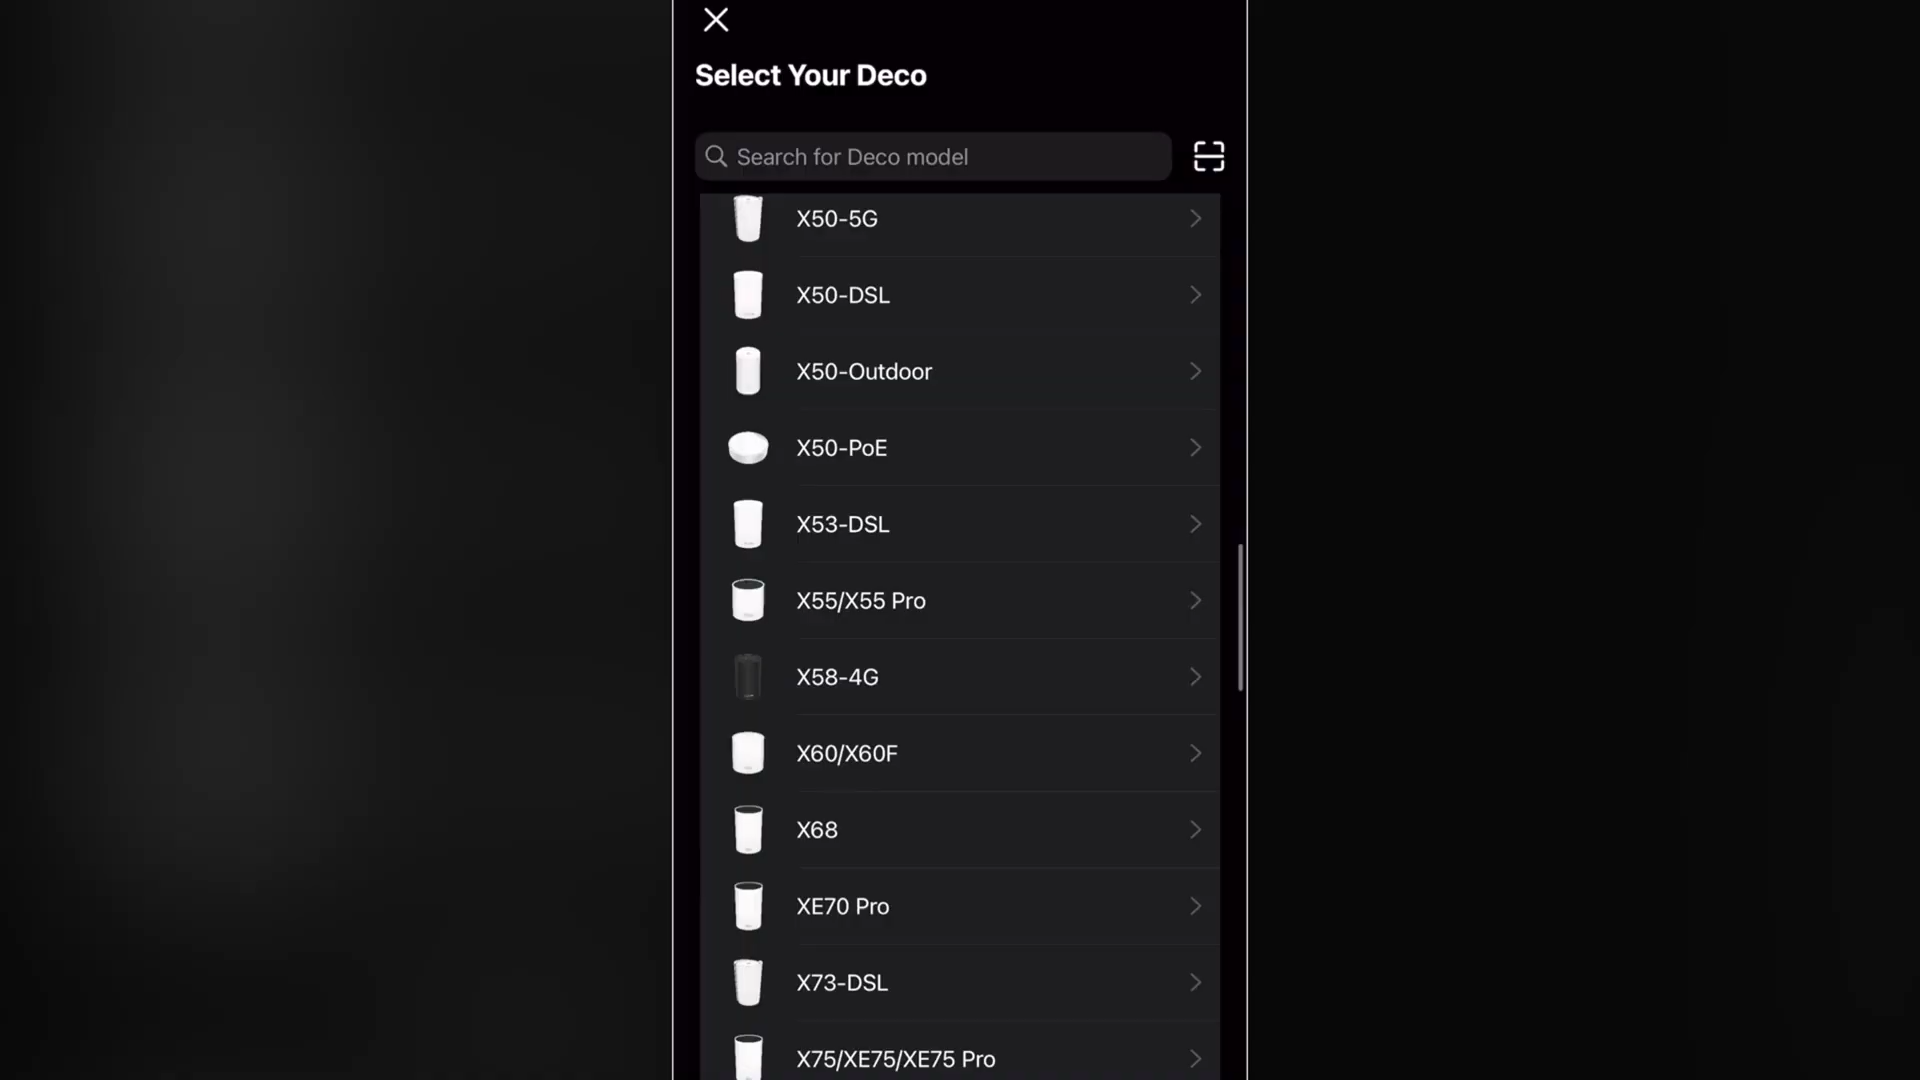 Select Your Deco
Search for Deco model
X50-5G
X50-DSL
X50-Outdoor
X50-PoE
X53-DSL
X55/X55 Pro
X58-4G
X60/X60F
X68
XE70 Pro
X73-DSL
X75/XE75/XE75 Pro